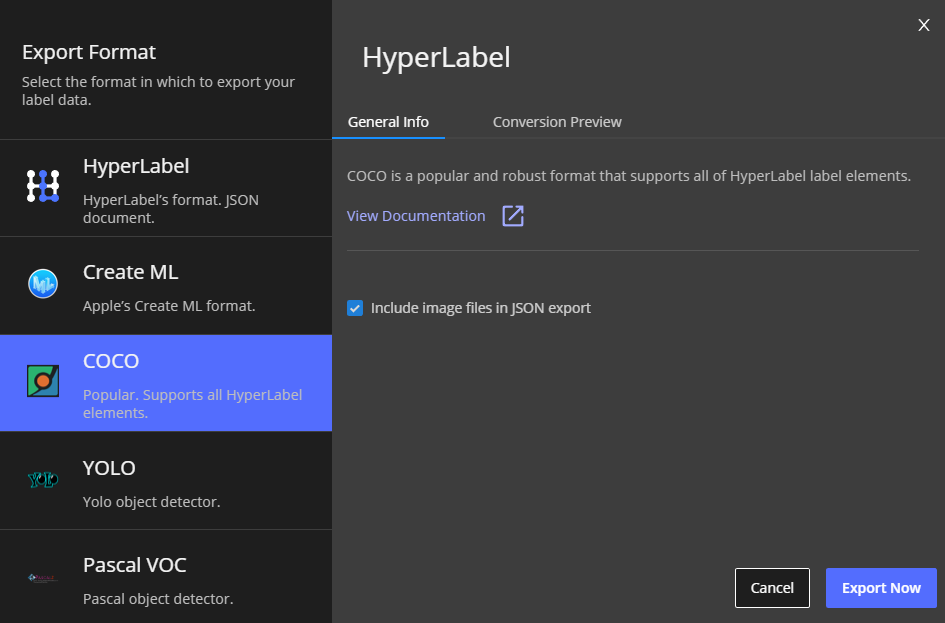 Export Format
Select the format in which to export your
label data.
HyperLabel
HyperLabel's format. JSON
document.
Create ML
Apple's Create ML format.
COCO
Popular. Supports all HyperLabel
elements.
YOLO
YOLO
Yolo object detector.
Pascal VOC
Pascal object detector.
X
HyperLabel
General Info
Conversion Preview
COCO is a popular and robust format that supports all of HyperLabel label elements.
View Documentation
Include image files in JSON export
Cancel
Export Now
ML